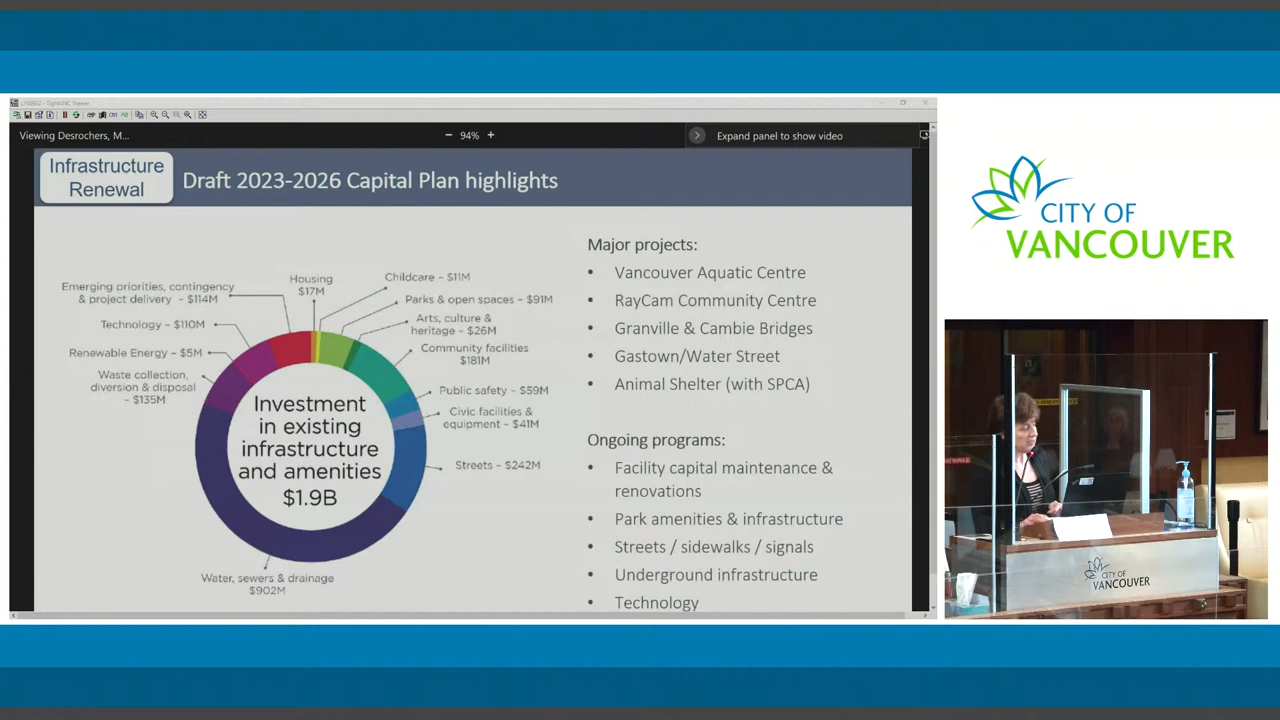 Viewing Desrochers, M...
94%
Expand panel to show video
Infrastructure
Renewal
Draft 2023-2026 Capital Plan highlights
Emerging priorities, contingency
& project delivery - $114M
Technology - $110M
Renewable Energy - $5M
Waste collection,
diversion & disposal
- $135M
Housing
$17M
Childcare - $11M
Parks & open spaces - $91M
Arts, culture &
heritage - $26M
Community facilities
$181M
Public safety - $59M
Civic facilities &
equipment - $41M
Streets - $242M
Water, sewers & drainage
$902M
Investment
in existing
infrastructure
and amenities
$1.9B
Major projects:
• Vancouver Aquatic Centre
• RayCam Community Centre
• Granville & Cambie Bridges
• Gastown/Water Street
• Animal Shelter (with SPCA)
Ongoing programs:
• Facility capital maintenance &
renovations
• Park amenities & infrastructure
• Streets / sidewalks / signals
• Underground infrastructure
• Technology
CITY OF
VANCOUVER
CITY OF
VANCOUVER